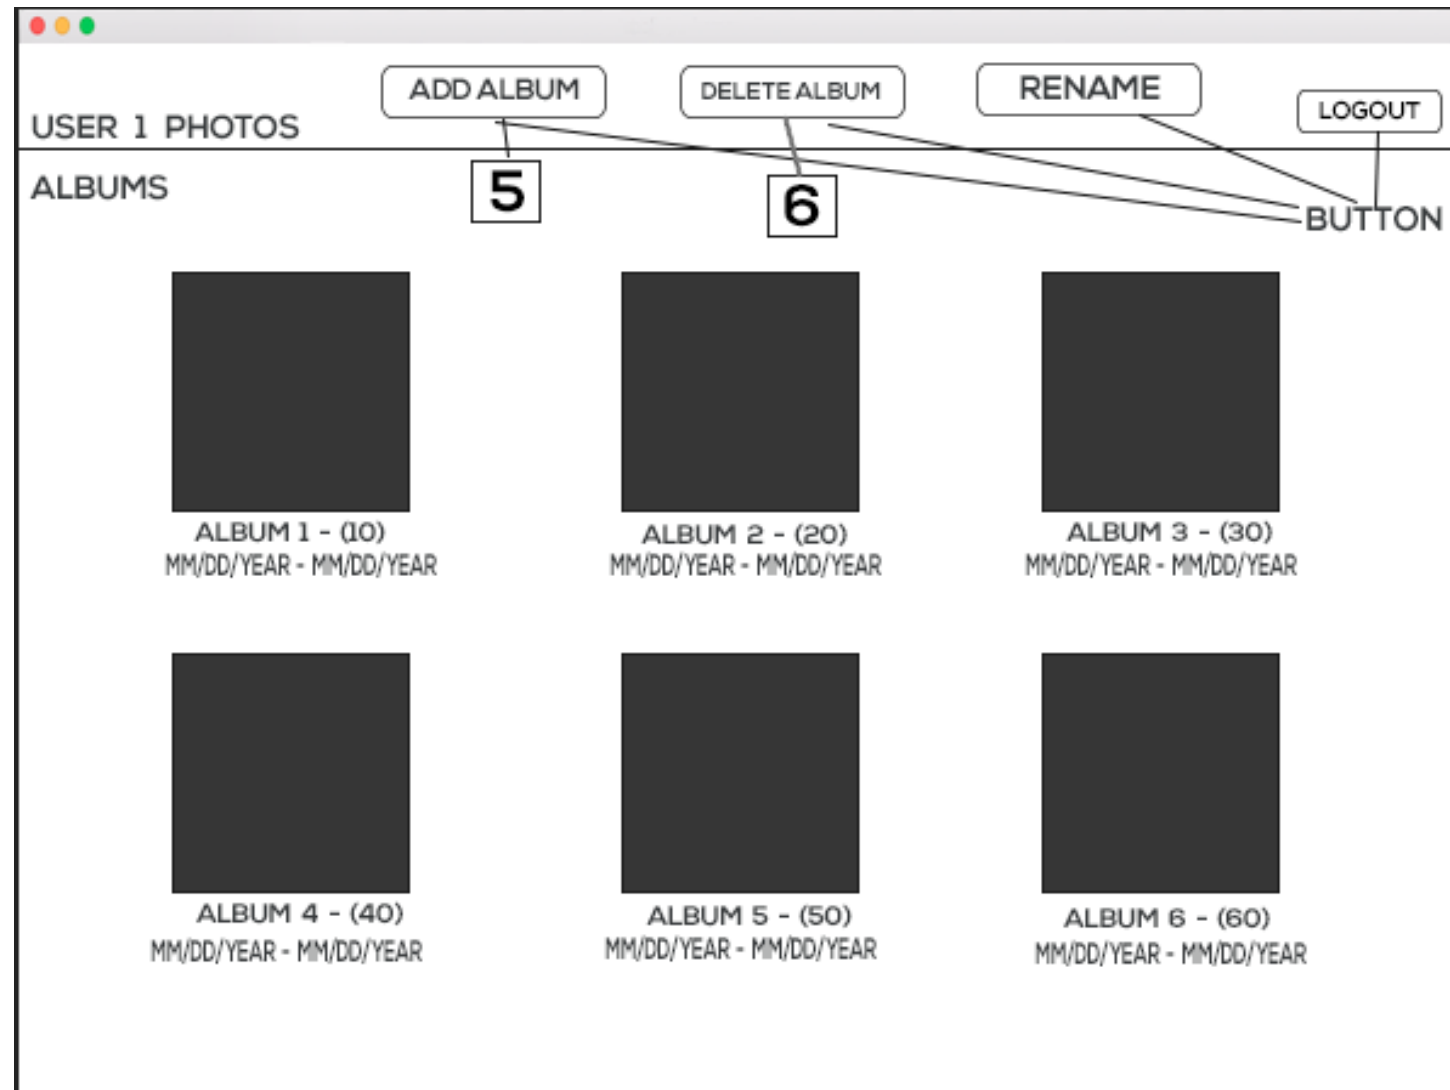 ADD ALBUM
DELETE ALBUM
RENAME
LOGOUT
USER 1 PHOTOS
ALBUMS
5
6
BUTTON
ALBUM 1 - (10)
MM/DD/YEAR - MM/DD/YEAR
ALBUM 2 - (20)
MM/DD/YEAR - MM/DD/YEAR
ALBUM 3 - (30)
MM/DD/YEAR - MM/DD/YEAR
ALBUM 4 - (40)
MM/DD/YEAR - MM/DD/YEAR
ALBUM 5 - (50)
MM/DD/YEAR - MM/DD/YEAR
ALBUM 6 - (60)
MM/DD/YEAR - MM/DD/YEAR